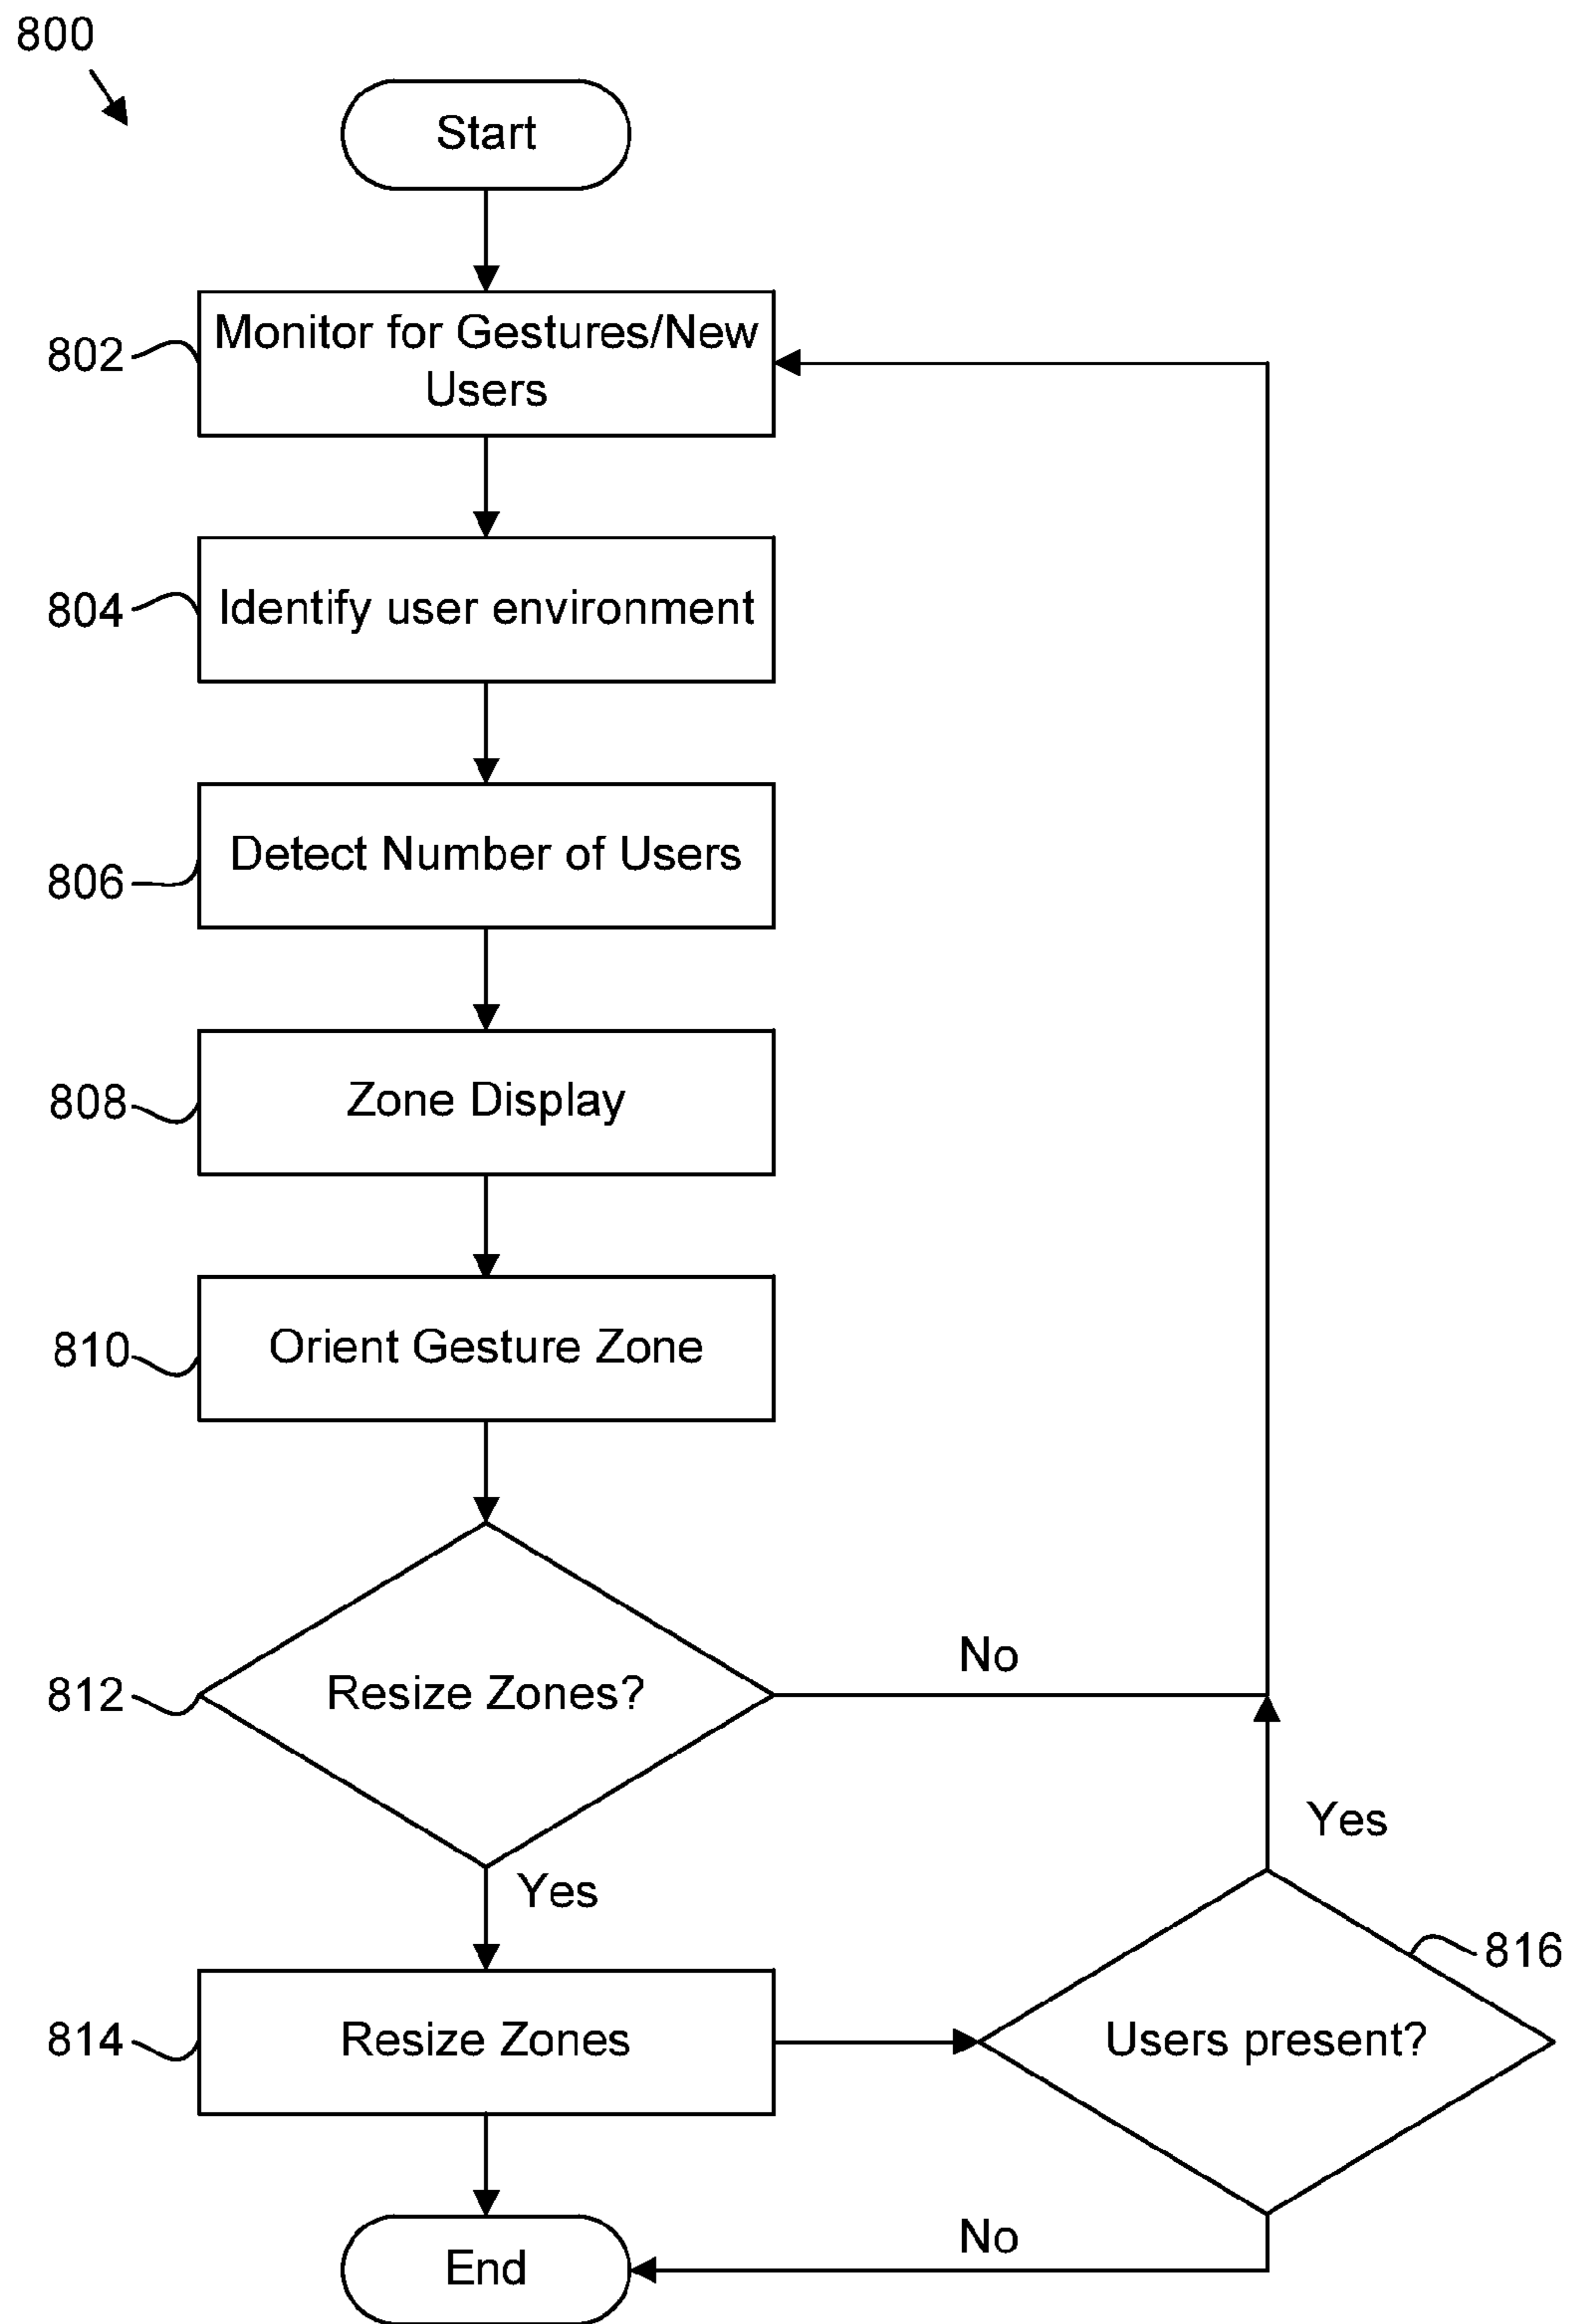 800
Start
802
Monitor for Gestures/New
Users
804
Identify user environment
806
Detect Number of Users
808
Zone Display
810
Orient Gesture Zone
812
Resize Zones?
No
Yes
Yes
814
Resize Zones
816
Users present?
No
End